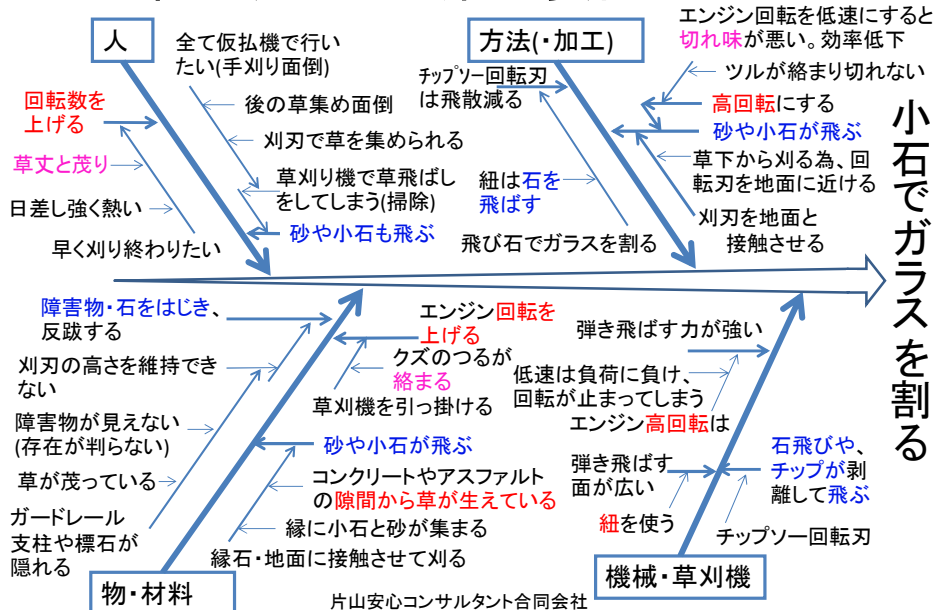 人
全て仮払機で行い
たい(手刈り面倒)
後の草集め面倒
刈刃で草を集められる
草刈り機で草飛ばし
をしてしまう(掃除)
砂や小石も飛ぶ
回転数を
上げる
草丈と茂り
日差し強く熱い
早く刈り終わりたい
方法(・加工)
チップソー回転刃
は飛散減る
紐は石を
飛ばす
飛び石でガラスを割る
エンジン回転を低速にすると
切れ味が悪い。効率低下
ツルが絡まり切れない
高回転にする
砂や小石が飛ぶ
草下から刈る為、回
転刃を地面に近ける
刈刃を地面と
接触させる
小石でガラスを割る
障害物・石をはじき、
反跋する
刈刃の高さを維持でき
ない
障害物が見えない
(存在が判らない)
草が茂っている
ガードレール
支柱や標石が
隠れる
エンジン回転を
上げる
クズのつるが
絡まる
草刈機を引っ掛ける
砂や小石が飛ぶ
コンクリートやアスファルト
の隙間から草が生えている
縁に小石と砂が集まる
縁石・地面に接触させて刈る
物・材料
弾き飛ばす力が強い
低速は負荷に負け、
回転が止まってしまう
エンジン高回転は
弾き飛ばす
面が広い
紐を使う
石飛びや、
チップが剥
離して飛ぶ
チップソー回転刃
機械・草刈機
片山安心コンサルタント合同会社